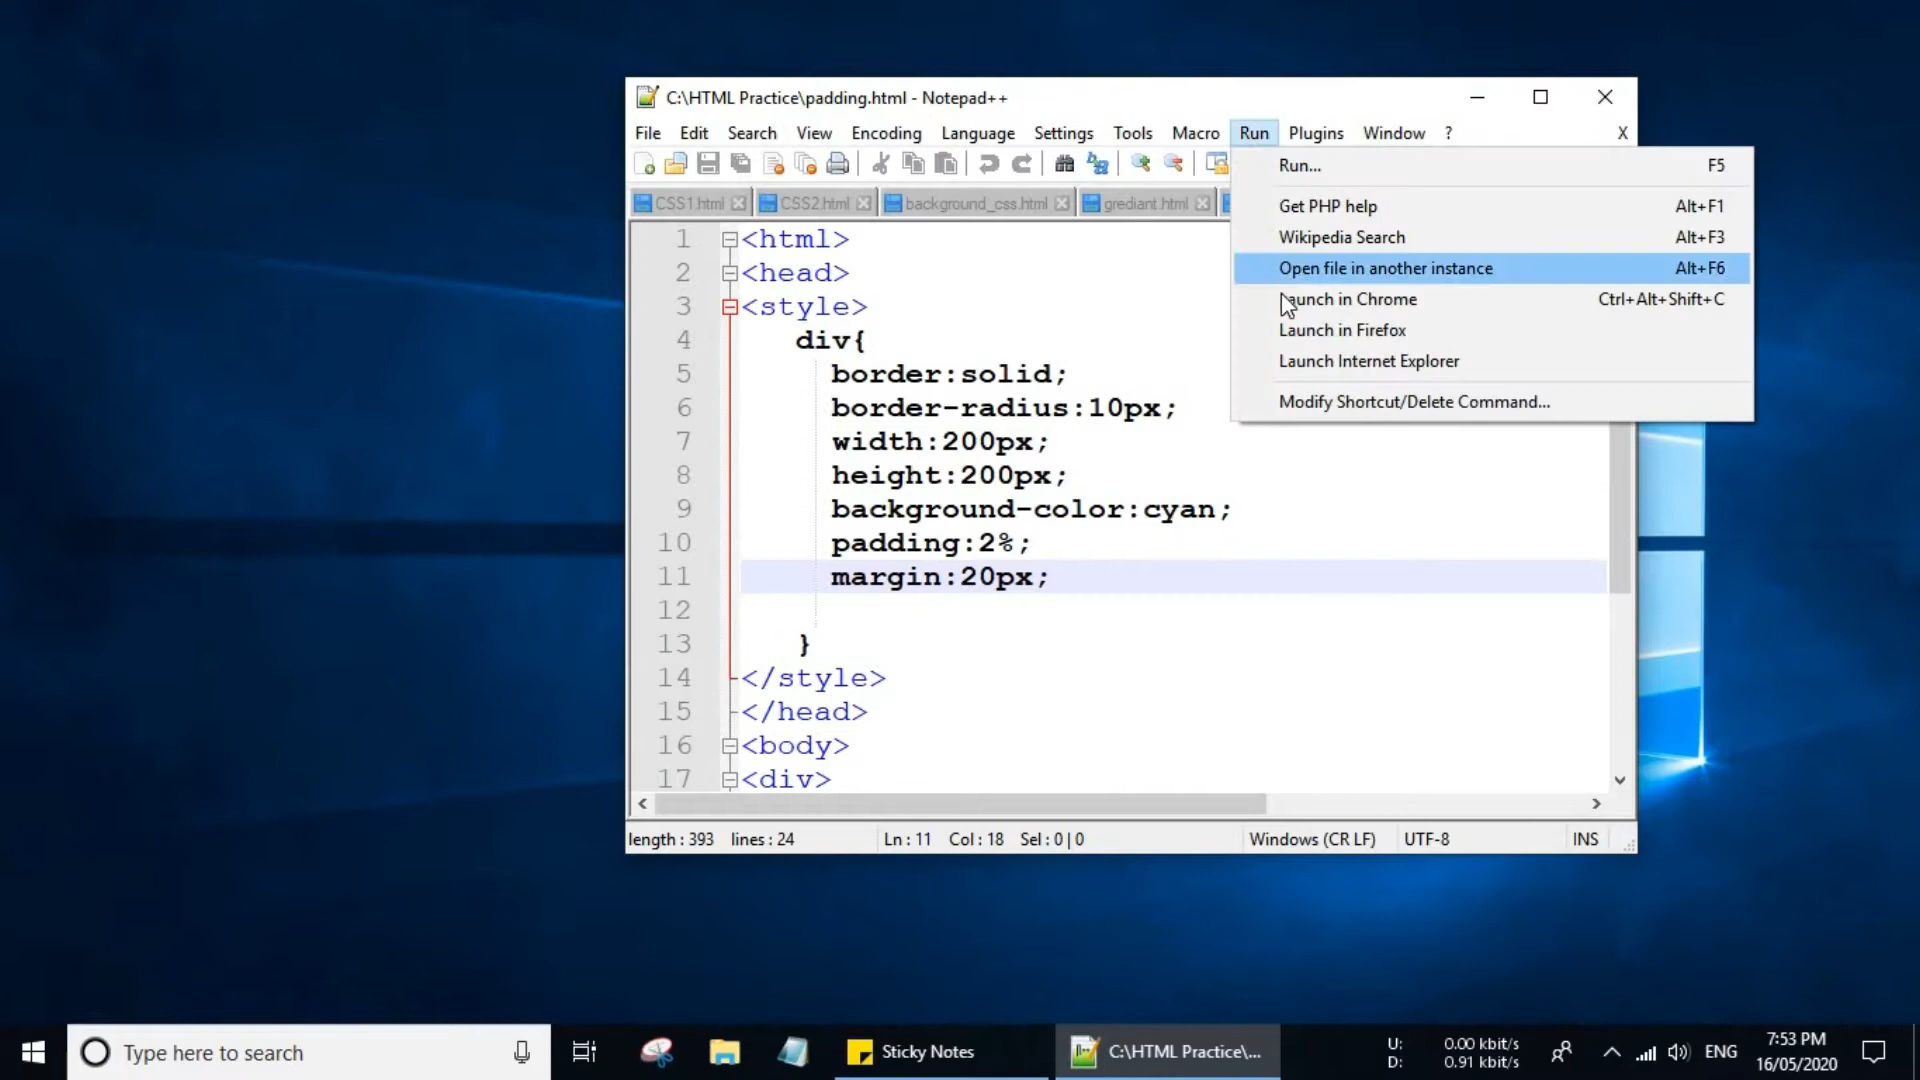 C:\HTML Practice\padding.html - Notepad++
File Edit Search View Encoding Language Settings Tools Macro Run Plugins Window ? X
CSS1.html CSS2.html background_css.html grediant.html
Run... F5
Get PHP help Alt+F1
Wikipedia Search Alt+F3
Open file in another instance Alt+F6
Launch in Chrome Ctrl+Alt+Shift+C
Launch in Firefox
Launch Internet Explorer
Modify Shortcut/Delete Command...
1 <html>
2 <head>
3 <style>
4 div{
5 border:solid;
6 border-radius:10px;
7 width:200px;
8 height:200px;
9 background-color:cyan;
10 padding:2%;
11 margin:20px;
12
13 }
14 </style>
15 </head>
16 <body>
17 <div>
length : 393 lines : 24 Ln : 11 Col : 18 Sel : 0 | 0 Windows (CR LF) UTF-8 INS
Type here to search
Sticky Notes
C:\HTML Practice\...
U: 0.00 kbit/s
D: 0.91 kbit/s
ENG
7:53 PM
16/05/2020